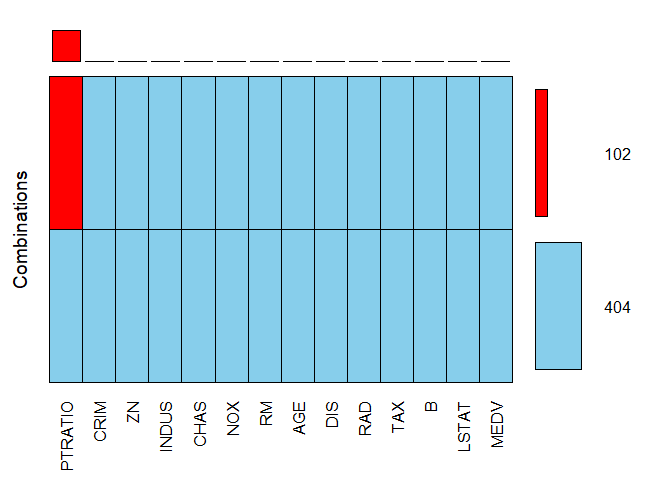 Combinations
102
404
PTRATIO
CRIM
ZN
INDUS
CHAS
NOX
RM
AGE
DIS
RAD
TAX
B
LSTAT
MEDV